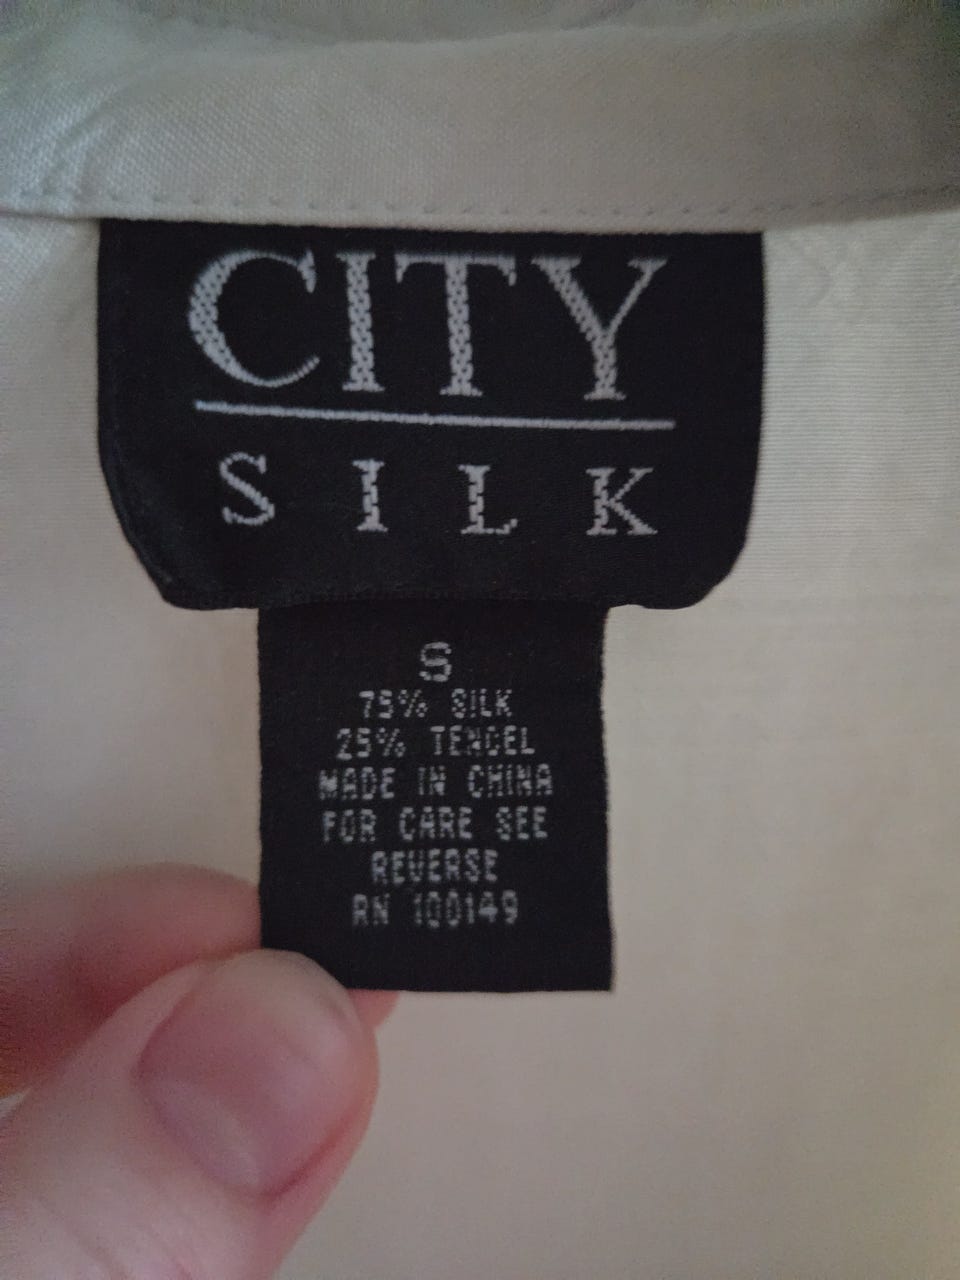 CITY
SILK
S
75% SILK
25% TENCEL
MADE IN CHINA
FOR CARE SEE
REVERSE
RN 100149